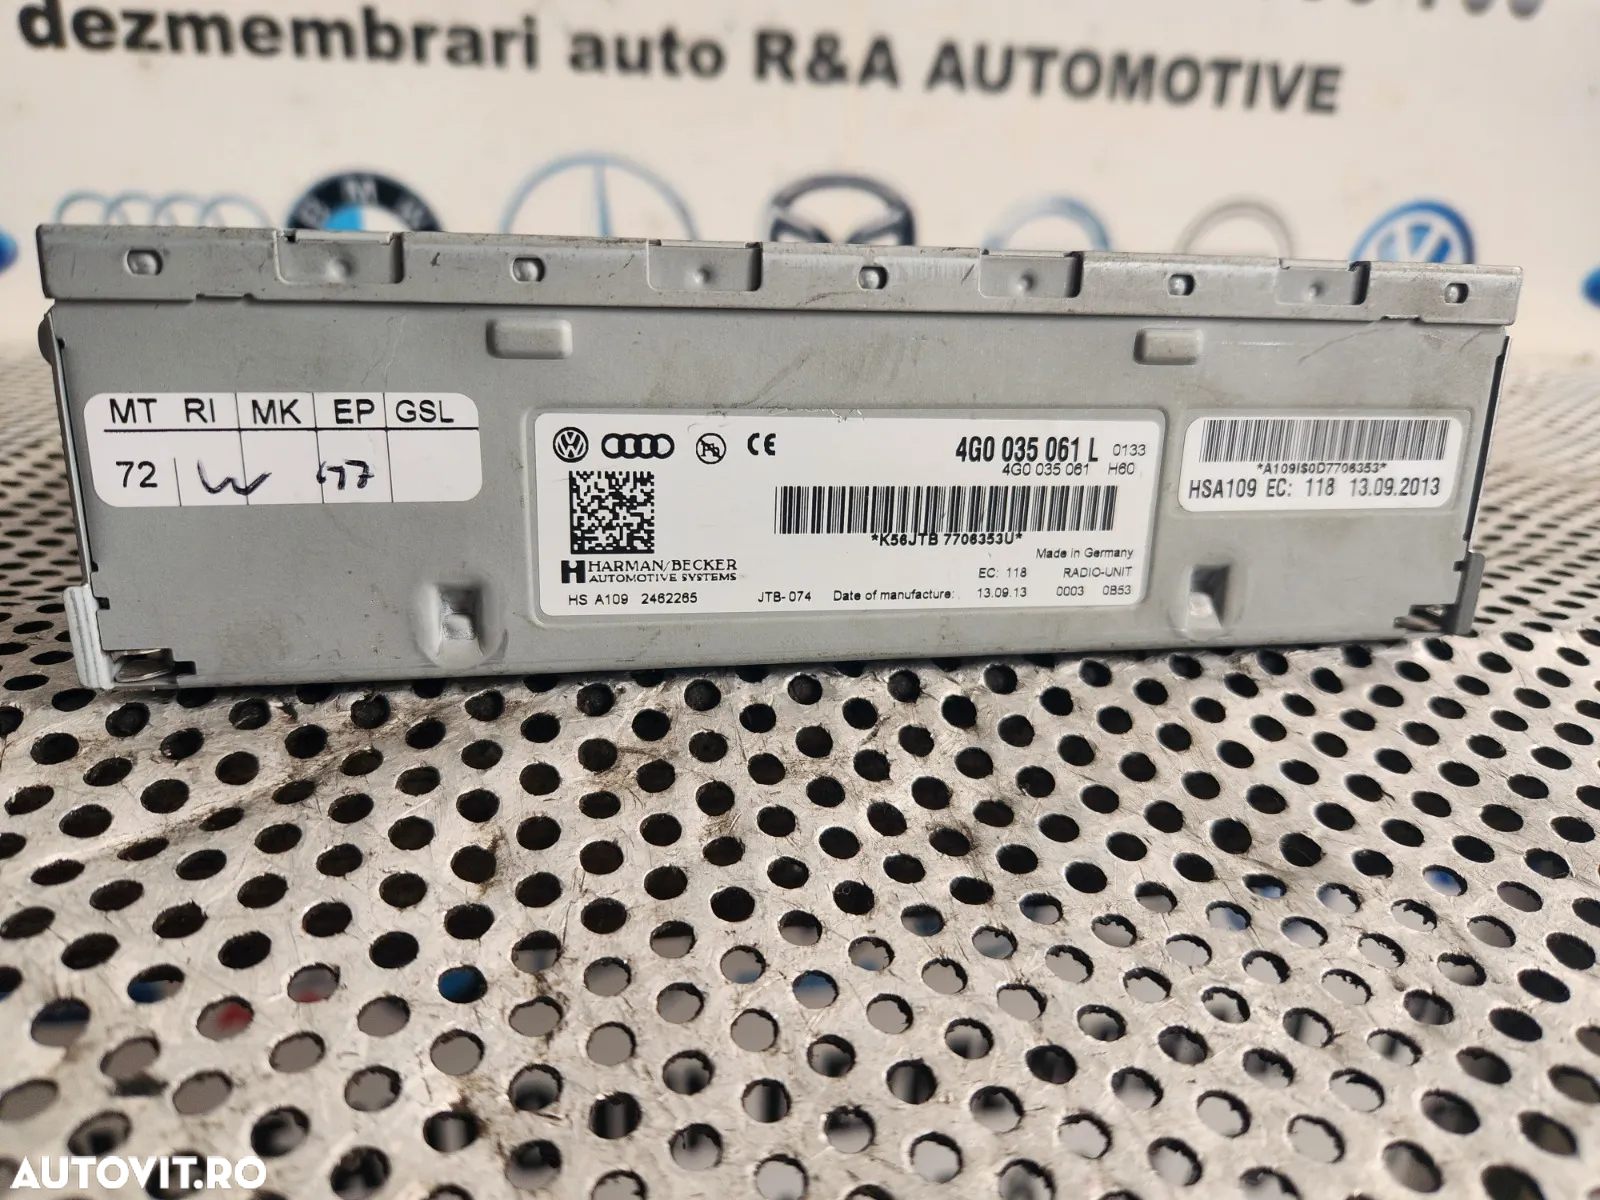 dezmembrari auto R&A AUTOMOTIVE
BMW
MT RI MK EP GSL
72
4G0 035 061 L 0133
4G0 035 061 H60
*K56JTB 7706353U*
Made in Germany
HARMAN/BECKER
AUTOMOTIVE SYSTEMS
EC: 118 RADIO-UNIT
HS A109 2462265 JTB-074 Date of manufacture: 13.09.13 0003 0B53
*A109IS0D7706353*
HSA109 EC: 118 13.09.2013
AUTOVIT.RO